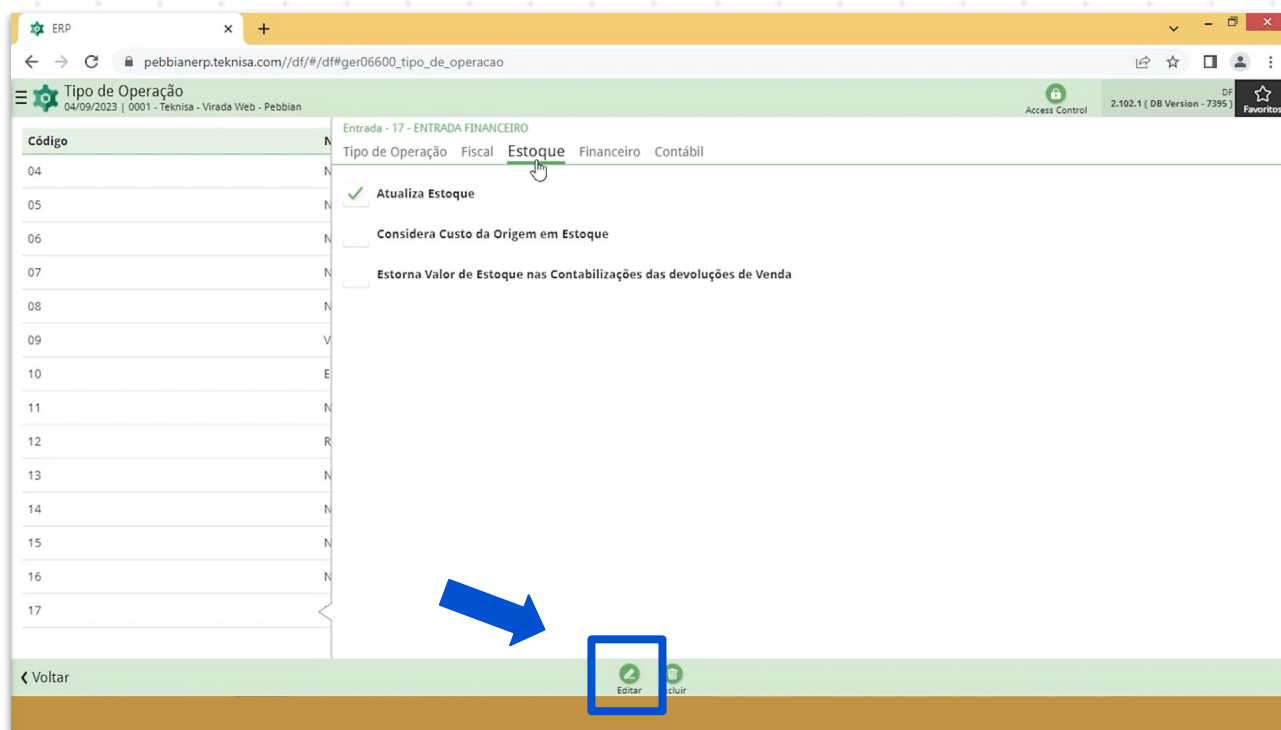 ERP
pebbianerp.teknisa.com//df/#/df#ger06600_tipo_de_operacao
Tipo de Operação
04/09/2023 | 0001 - Teknisa - Virada Web - Pebbian
Access Control
DF
2.102.1 ( DB Version - 7395 )
Favoritos
Código N
04 N
05 N
06 N
07 N
08 N
09 V
10 E
11 N
12 R
13 N
14 N
15 N
16 N
17
Entrada - 17 - ENTRADA FINANCEIRO
Tipo de Operação Fiscal Estoque Financeiro Contábil
Atualiza Estoque
Considera Custo da Origem em Estoque
Estorna Valor de Estoque nas Contabilizações das devoluções de Venda
Voltar
Editar